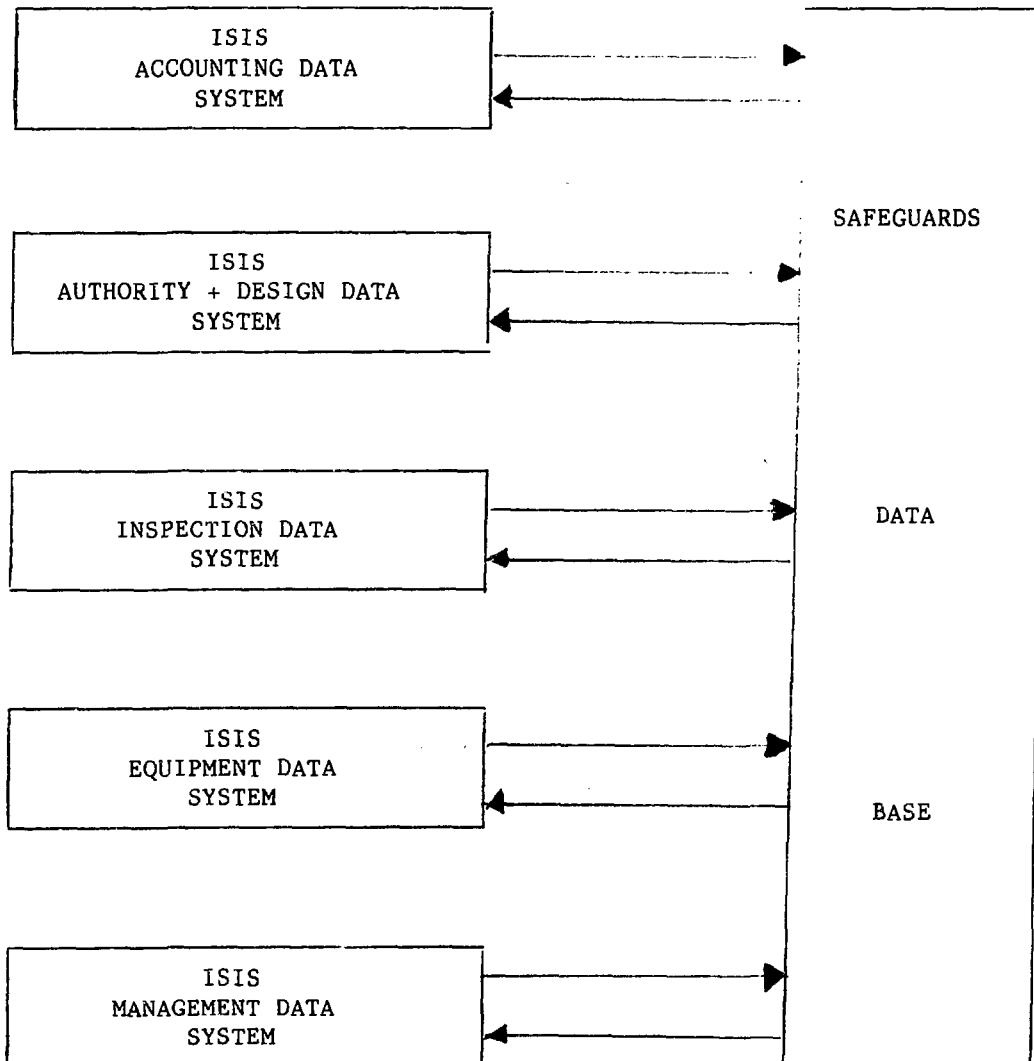 ISIS
ACCOUNTING DATA
SYSTEM
SAFEGUARDS
ISIS
AUTHORITY + DESIGN DATA
SYSTEM
ISIS
INSPECTION DATA
SYSTEM
DATA
ISIS
EQUIPMENT DATA
SYSTEM
BASE
ISIS
MANAGEMENT DATA
SYSTEM